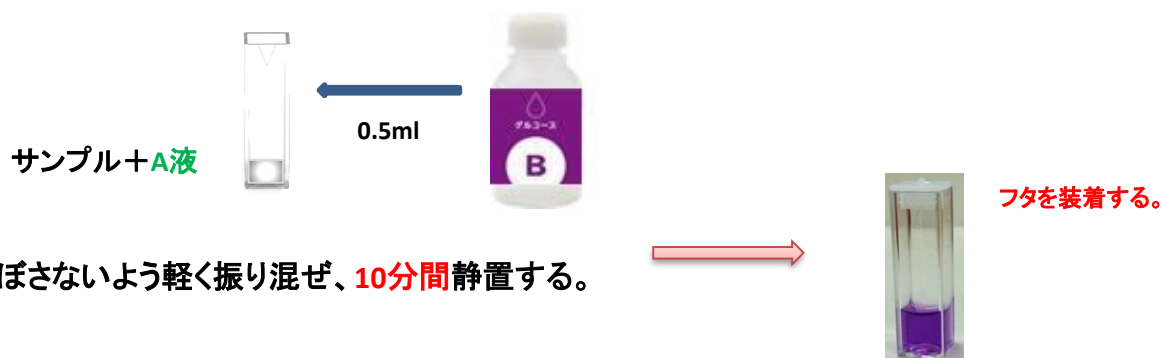 グルコース
B
0.5ml
サンプル+A液
フタを装着する。
ぼさないよう軽く振り混ぜ、10分間静置する。